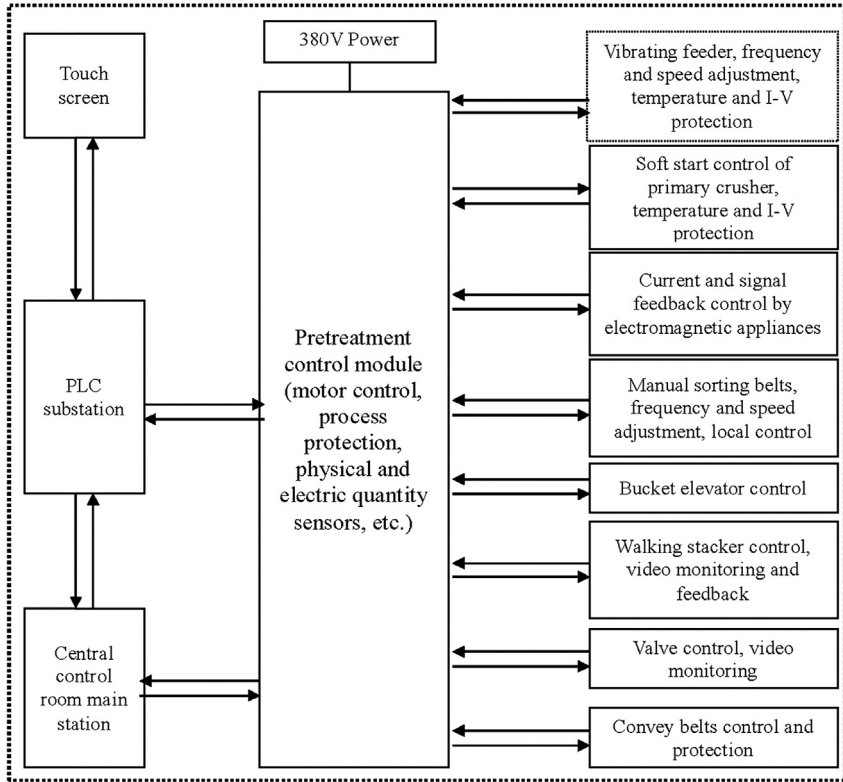 380V Power
Touch
screen
PLC
substation
Central
control
room main
station
Pretreatment
control module
(motor control,
process
protection,
physical and
electric quantity
sensors, etc.)
Vibrating feeder, frequency
and speed adjustment,
temperature and I-V
protection
Soft start control of
primary crusher,
temperature and I-V
protection
Current and signal
feedback control by
electromagnetic appliances
Manual sorting belts,
frequency and speed
adjustment, local control
Bucket elevator control
Walking stacker control,
video monitoring and
feedback
Valve control, video
monitoring
Convey belts control and
protection